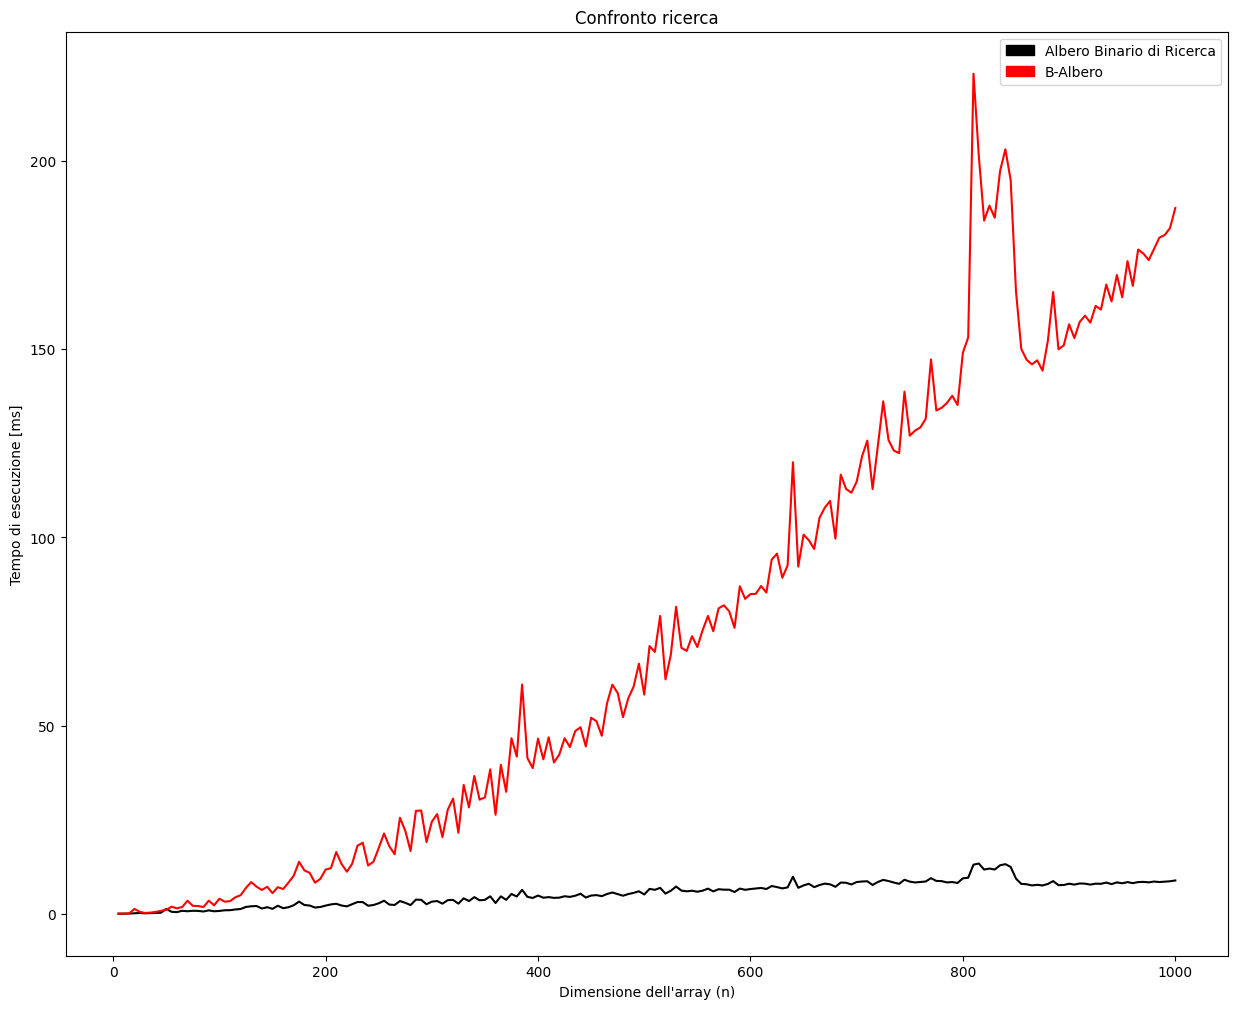 Confronto ricerca
Albero Binario di Ricerca
B-Albero
Tempo di esecuzione [ms]
200
150
100
50
0
0
200
400
600
800
1000
Dimensione dell'array (n)